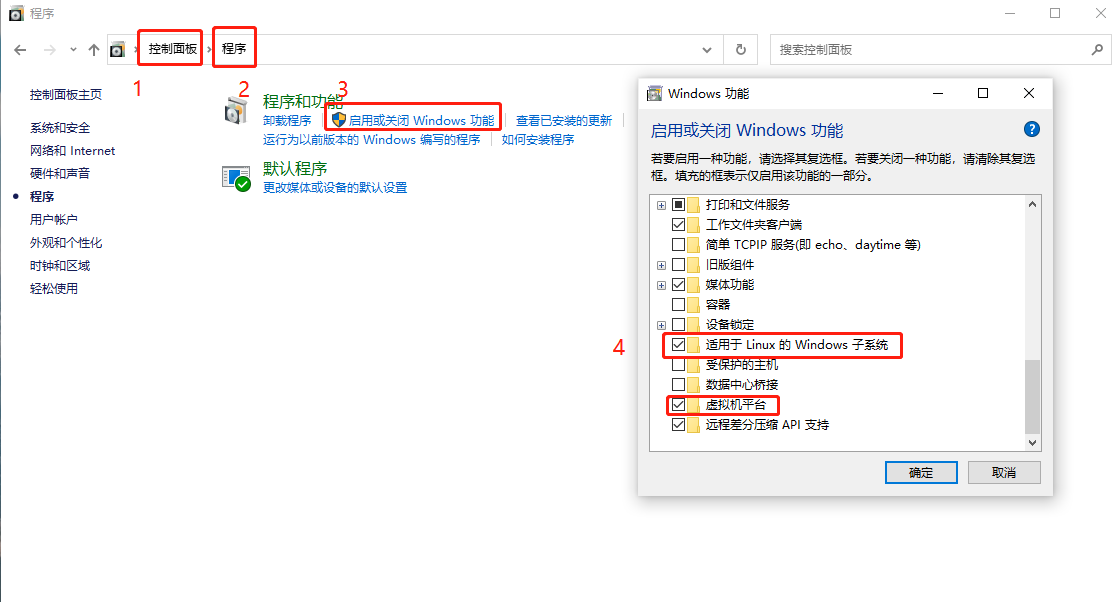 程序
控制面板 程序
搜索控制面板
1
2
3
控制面板主页
系统和安全
网络和 Internet
硬件和声音
程序
用户帐户
外观和个性化
时钟和区域
轻松使用
程序和功能
卸载程序 启用或关闭 Windows 功能 查看已安装的更新
运行为以前版本的 Windows 编写的程序 如何安装程序
默认程序
更改媒体或设备的默认设置
Windows 功能
启用或关闭 Windows 功能
?
若要启用一种功能，请选择其复选框。若要关闭一种功能，请清除其复选
框。填充的框表示仅启用该功能的一部分。
打印和文件服务
工作文件夹客户端
简单 TCPIP 服务(即 echo、daytime 等)
旧版组件
媒体功能
容器
设备锁定
4
适用于 Linux 的 Windows 子系统
受保护的主机
数据中心桥接
虚拟机平台
远程差分压缩 API 支持
确定 取消